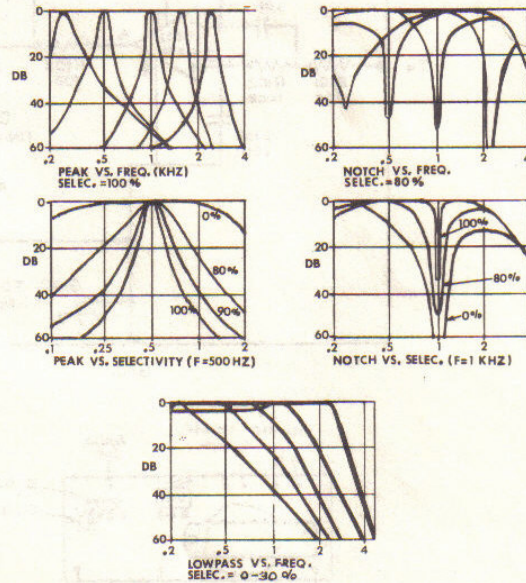 0
20
DB
40
60
.2 .5 1 2 4
PEAK VS. FREQ. (KHZ)
SELEC. = 100%
0
20
DB
40
60
.2 .5 1 2 4
NOTCH VS. FREQ.
SELEC. = 80%
0
0%
20
DB
80%
40
100% 90%
60
.1 .25 .5 1 2
PEAK VS. SELECTIVITY (F=500 HZ)
0
100%
20
DB
80%
40
0%
60
.2 .5 1 2 4
NOTCH VS. SELEC. (F=1 KHZ)
0
20
DB
40
60
.2 .5 1 2 4
LOWPASS VS. FREQ.
SELEC. = 0-30%